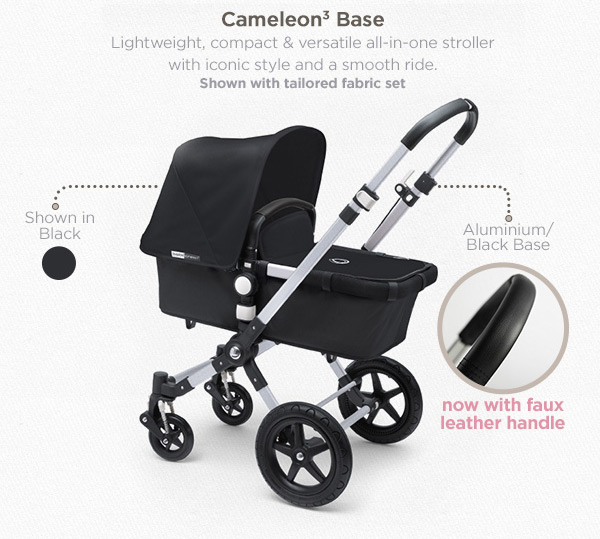 Cameleon³ Base
Lightweight, compact & versatile all-in-one stroller
with iconic style and a smooth ride.
Shown with tailored fabric set
Shown in
Black
Aluminium/
Black Base
now with faux
leather handle